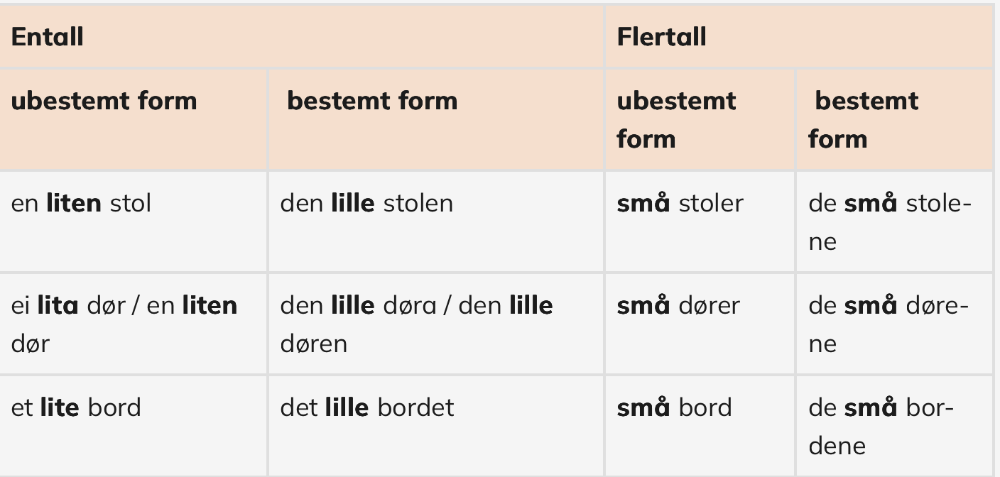 Entall
Flertall
ubestemt form
bestemt form
ubestemt
form
bestemt
form
en liten stol
den lille stolen
små stoler
de små stole-
ne
ei lita dør / en liten
dør
den lille døra / den lille
døren
små dører
de små døre-
ne
et lite bord
det lille bordet
små bord
de små bor-
dene